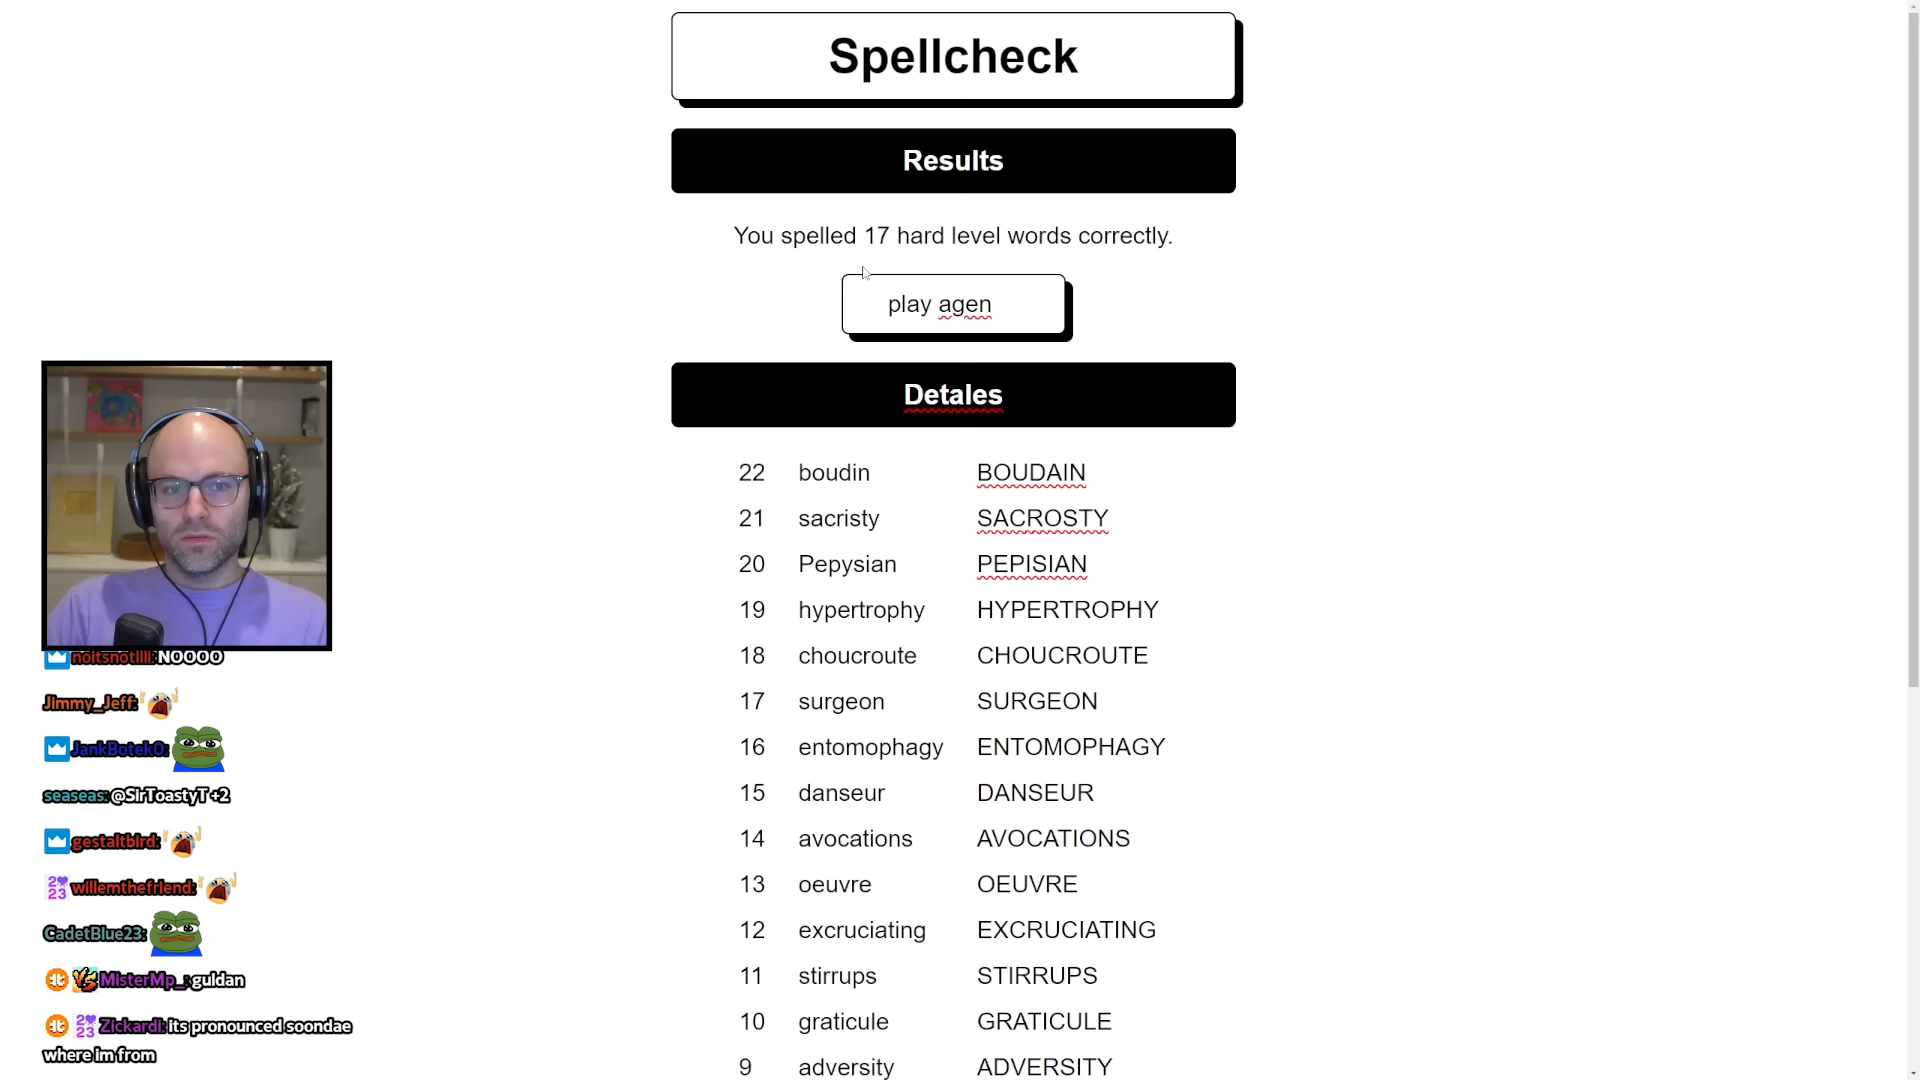 Spellcheck
Results
You spelled 17 hard level words correctly.
play agen
Detales
22 boudin BOUDAIN
21 sacristy SACROSTY
20 Pepysian PEPISIAN
19 hypertrophy HYPERTROPHY
18 choucroute CHOUCROUTE
17 surgeon SURGEON
16 entomophagy ENTOMOPHAGY
15 danseur DANSEUR
14 avocations AVOCATIONS
13 oeuvre OEUVRE
12 excruciating EXCRUCIATING
11 stirrups STIRRUPS
10 graticule GRATICULE
9 adversity ADVERSITY
noitsnotlili: NOOOO
Jimmy_Jeff:
JankBotek0:
seaseas: @SirToastyT +2
gestaltbird:
willemthefriend:
CadetBlue23:
MisterMp_: guldan
Zickardi: its pronounced soondae
where im from